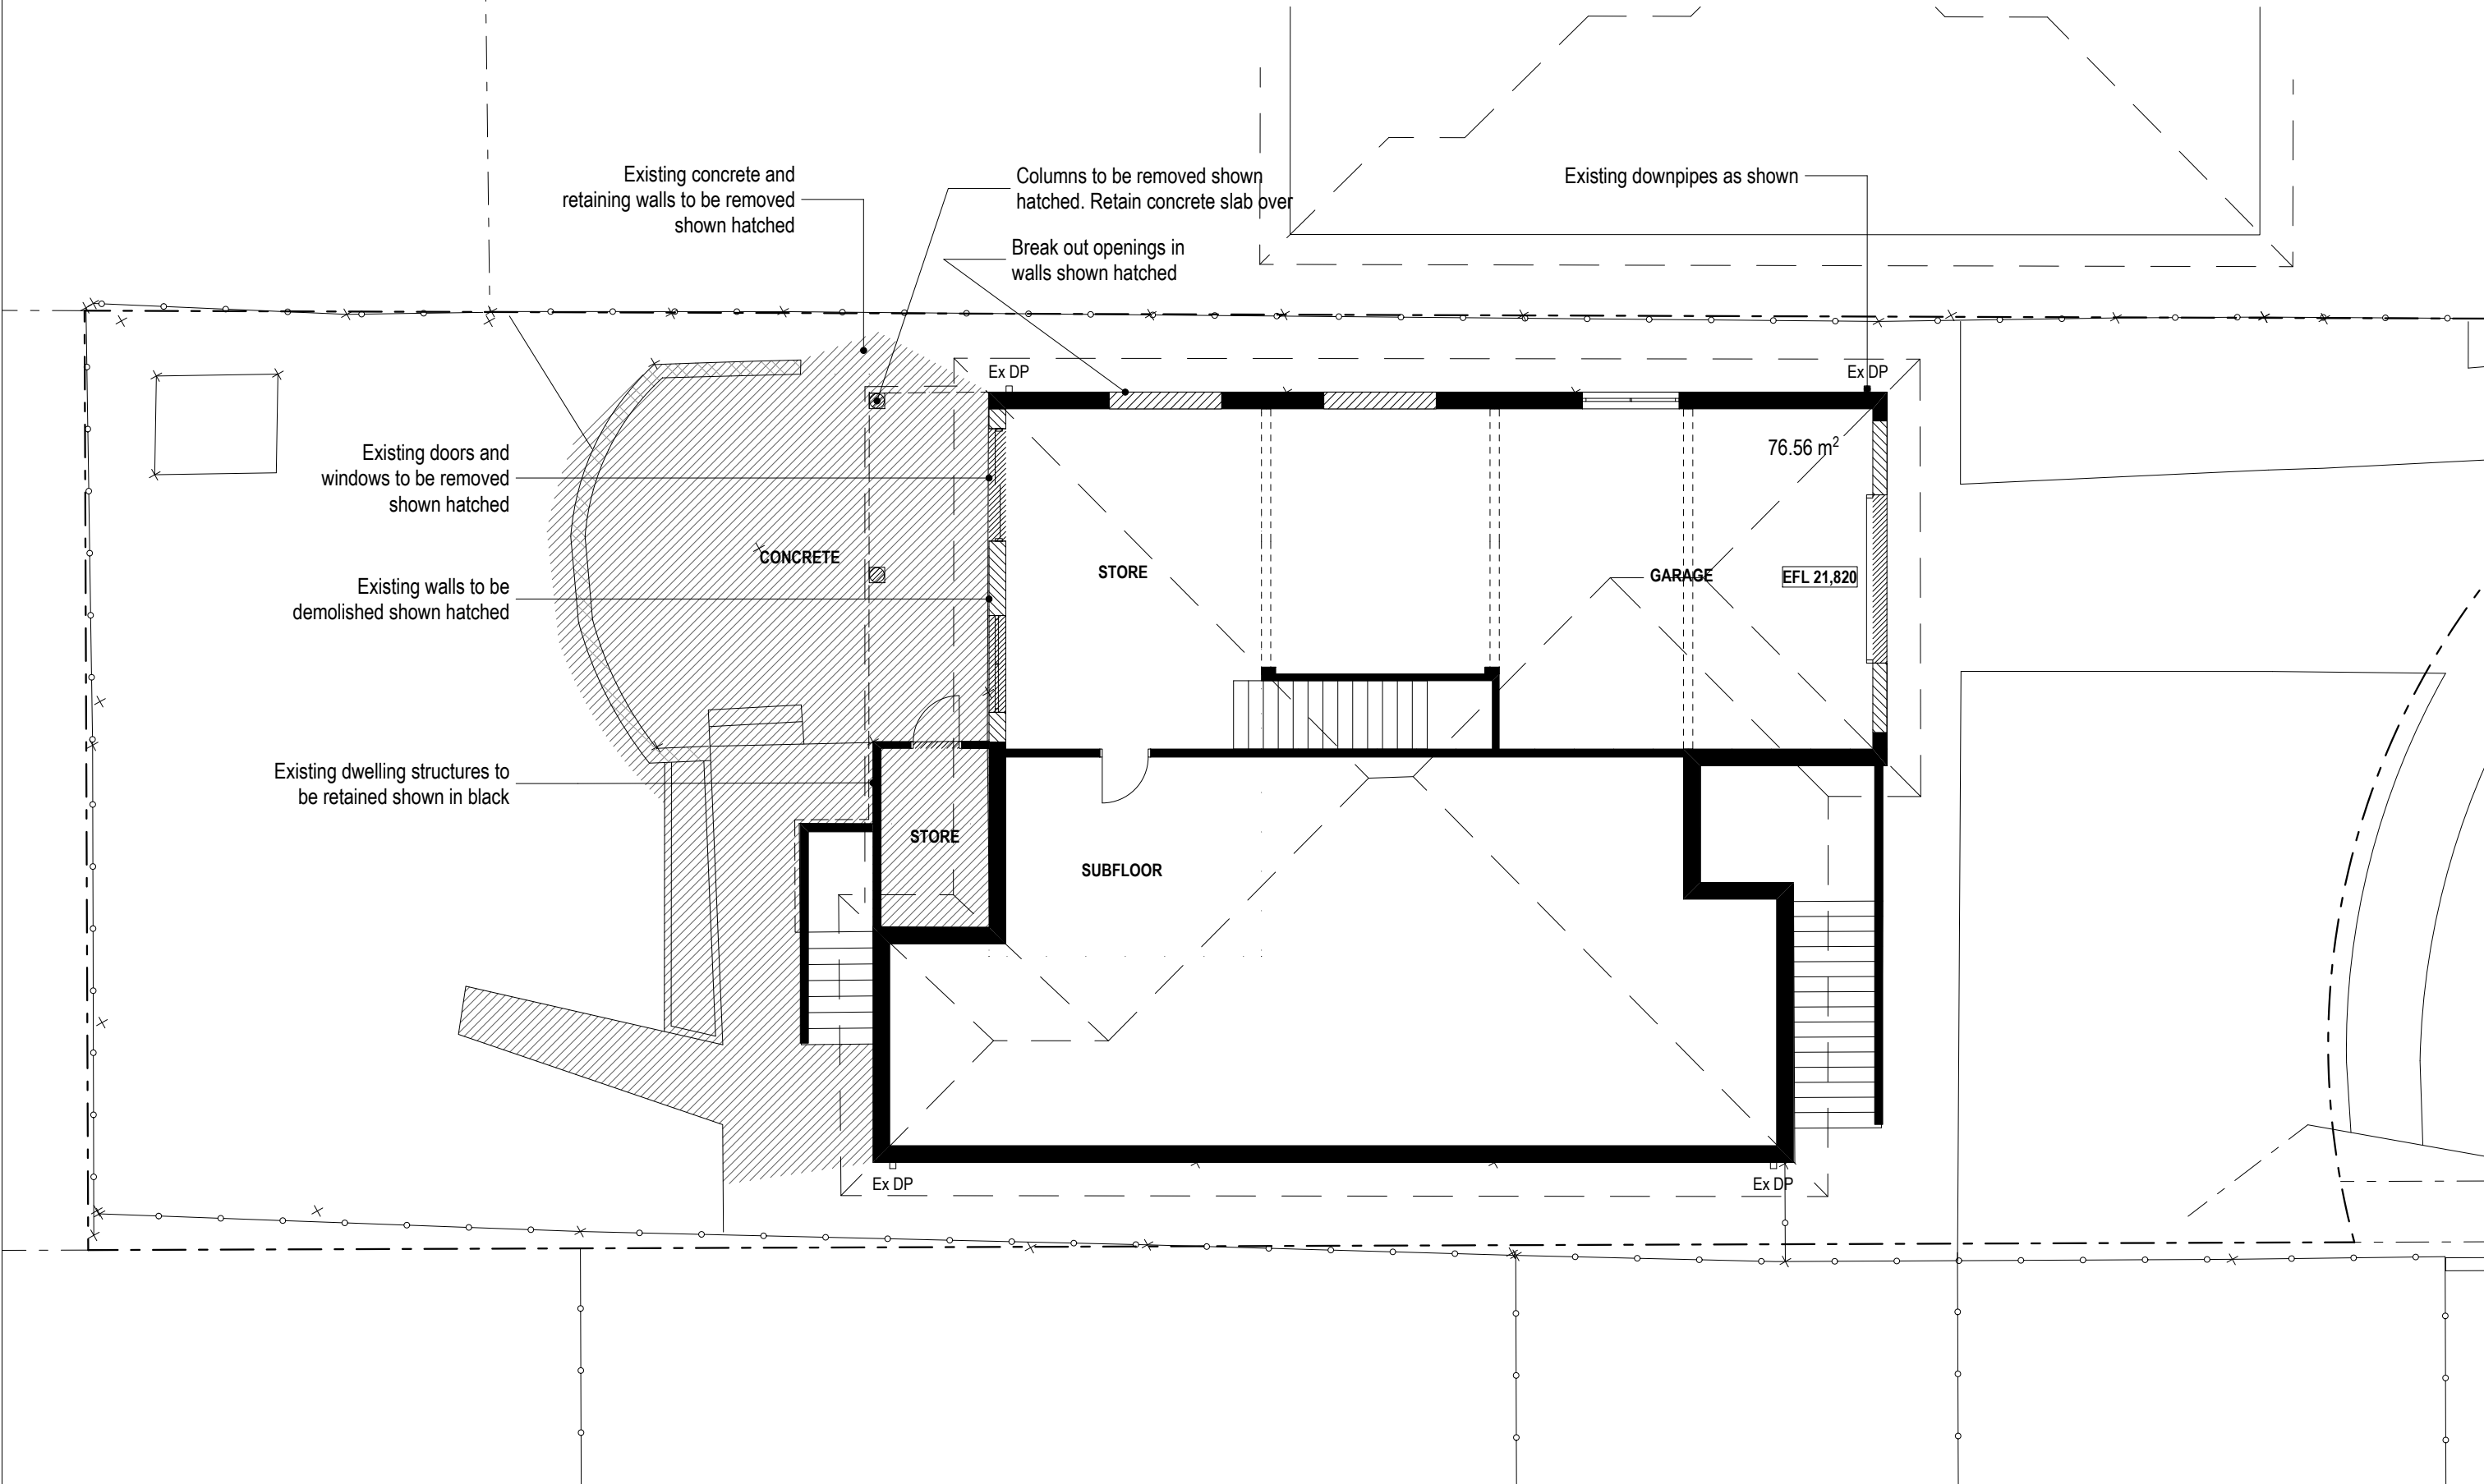 Existing concrete and
retaining walls to be removed
shown hatched
Columns to be removed shown
hatched. Retain concrete slab over
Break out openings in
walls shown hatched
Existing downpipes as shown
Ex DP
Ex DP
76.56 m²
Existing doors and
windows to be removed
shown hatched
CONCRETE
STORE
GARAGE
EFL 21,820
Existing walls to be
demolished shown hatched
Existing dwelling structures to
be retained shown in black
STORE
SUBFLOOR
Ex DP
Ex DP